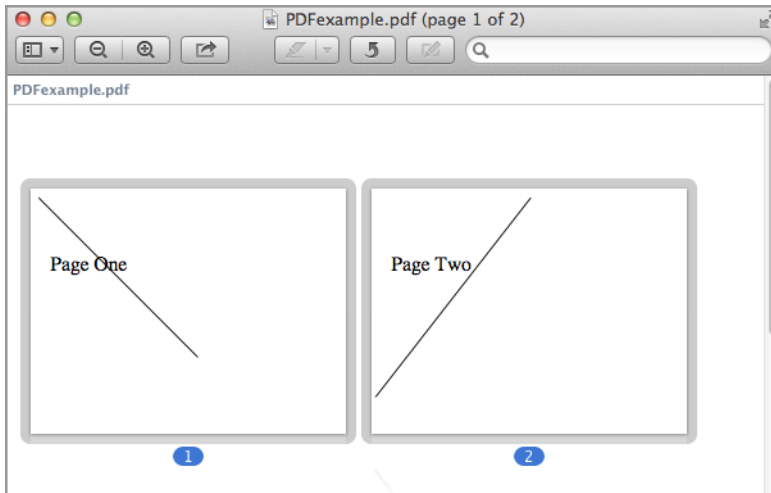 PDFexample.pdf (page 1 of 2)
PDFexample.pdf
Page One
Page Two
1
2